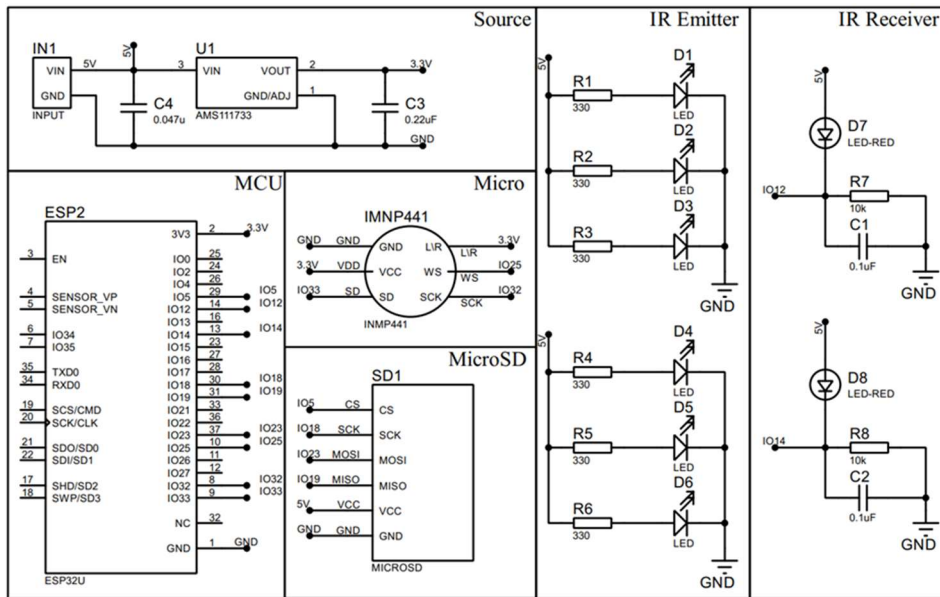 Source
IN1
VIN
GND
INPUT
5V
5V
C4
0.047u
3
U1
VIN
VOUT
GND/ADJ
AMS111733
2
1
3.3V
C3
0.22uF
GND
MCU
ESP2
3 EN
4 SENSOR_VP
5 SENSOR_VN
6 IO34
7 IO35
35 TXD0
34 RXD0
19 SCS/CMD
20 SCK/CLK
21 SDO/SD0
22 SDI/SD1
17 SHD/SD2
18 SWP/SD3
3V3 2 3.3V
IO0 25
IO2 24
IO4 26
IO5 29 IO5
IO12 14 IO12
IO13 16
IO14 13 IO14
IO15 23
IO16 27
IO17 28
IO18 30 IO18
IO19 31 IO19
IO21 33
IO22 36
IO23 37 IO23
IO25 10 IO25
IO26 11
IO27 12
IO32 8 IO32
IO33 9 IO33
NC 32
GND 1 GND
ESP32U
Micro
IMNP441
GND GND GND L\R L\R 3.3V
3.3V VDD VCC WS WS IO25
IO33 SD SD SCK SCK IO32
INMP441
MicroSD
SD1
IO5 CS CS
IO18 SCK SCK
IO23 MOSI MOSI
IO19 MISO MISO
5V VCC VCC
GND GND GND
MICROSD
IR Emitter
5V
R1
330
D1
LED
R2
330
D2
LED
R3
330
D3
LED
GND
5V
R4
330
D4
LED
R5
330
D5
LED
R6
330
D6
LED
GND
IR Receiver
5V
D7
LED-RED
IO12
R7
10k
C1
0.1uF
GND
5V
D8
LED-RED
IO14
R8
10k
C2
0.1uF
GND